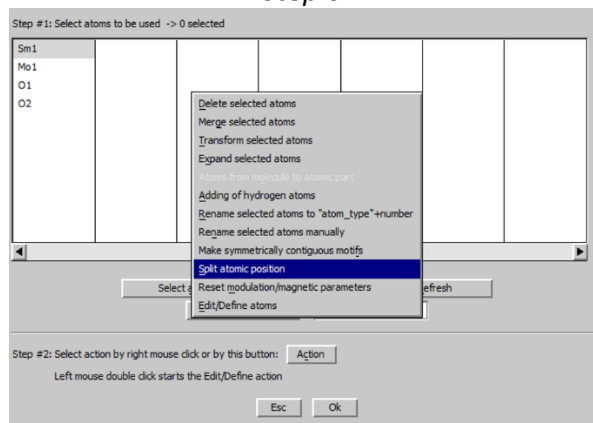 Step #1: Select atoms to be used -> 0 selected
Sm1
Mo1
O1
O2
Delete selected atoms
Merge selected atoms
Transform selected atoms
Expand selected atoms
Atoms from molecule to atomic part
Adding of hydrogen atoms
Rename selected atoms to "atom_type"+number
Rename selected atoms manually
Make symmetrically contiguous motifs
Split atomic position
Reset modulation/magnetic parameters
Edit/Define atoms
Select
efresh
Step #2: Select action by right mouse click or by this button: Action
Left mouse double click starts the Edit/Define action
Esc Ok